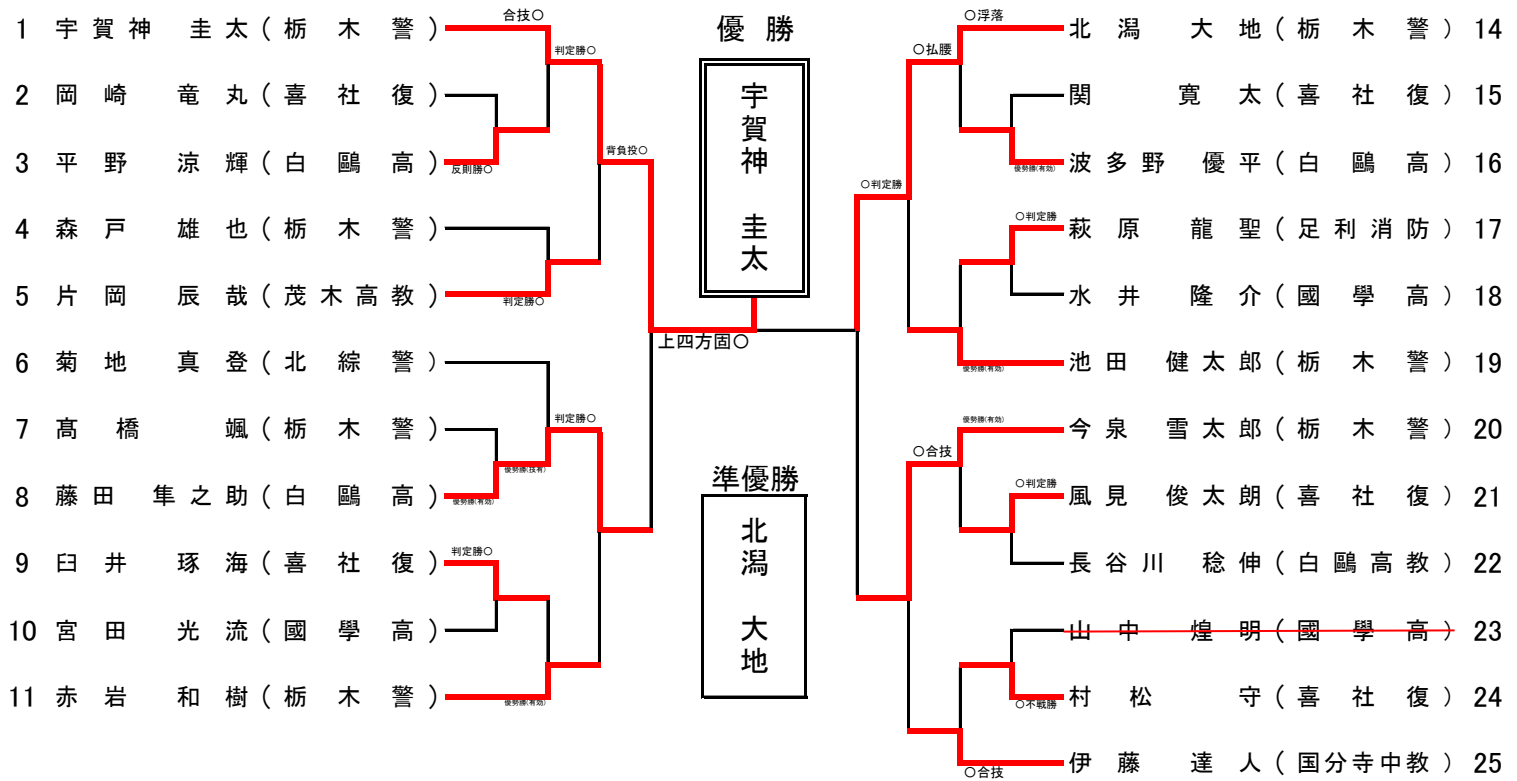 優勝
宇賀神 圭太
準優勝
北潟 大地
1 宇賀神 圭太(栃木警)
合技○
判定勝○
2 岡崎 竜丸(喜社復)
3 平野 涼輝(白鷗高)
反則勝○
背負投○
4 森戸 雄也(栃木警)
5 片岡 辰哉(茂木高教)
判定勝○
上四方固○
6 菊地 真登(北綜警)
判定勝○
7 髙橋 颯(栃木警)
優勢勝(技有)
8 藤田 隼之助(白鷗高)
優勢勝(有効)
9 臼井 琢海(喜社復)
判定勝○
10 宮田 光流(國學高)
11 赤岩 和樹(栃木警)
優勢勝(有効)
○浮落
北潟 大地(栃木警) 14
○払腰
関 寛太(喜社復) 15
波多野 優平(白鷗高) 16
優勢勝(有効)
○判定勝
○判定勝
萩原 龍聖(足利消防) 17
水井 隆介(國學高) 18
池田 健太郎(栃木警) 19
優勢勝(有効)
優勢勝(有効)
今泉 雪太郎(栃木警) 20
○合技
○判定勝
風見 俊太朗(喜社復) 21
長谷川 稔伸(白鷗高教) 22
山中 煌明(國學高) 23
○不戦勝
村松 守(喜社復) 24
伊藤 達人(国分寺中教) 25
○合技